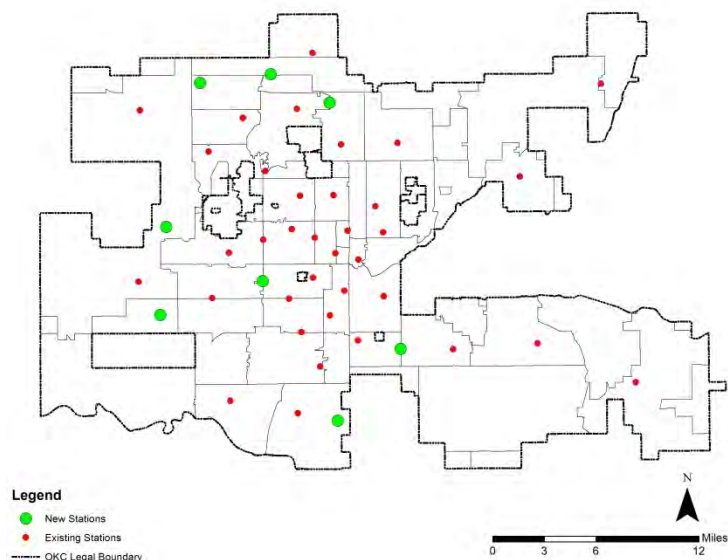 Legend
New Stations
Existing Stations
OKC Legal Boundary
N
Miles
0 3 6 12